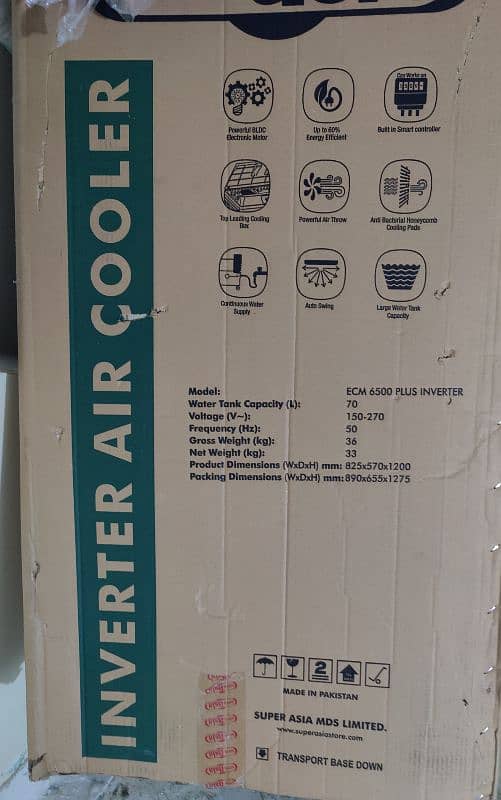 INVERTER AIR COOLER
Powerful BLDC
Electronic Motor
Up to 60%
Energy Efficient
Can Works on
Built in Smart controller
Top Loading Cooling
Box
Powerful Air Throw
Anti Bacterial Honeycomb
Cooling Pads
Continuous Water
Supply
Auto Swing
Large Water Tank
Capacity
Model: ECM 6500 PLUS INVERTER
Water Tank Capacity (L): 70
Voltage (V~): 150-270
Frequency (Hz): 50
Gross Weight (kg): 36
Net Weight (kg): 33
Product Dimensions (WxDxH) mm: 825x570x1200
Packing Dimensions (WxDxH) mm: 890x655x1275
2
MADE IN PAKISTAN
SUPER ASIA MDS LIMITED.
www.superasiastore.com
TRANSPORT BASE DOWN